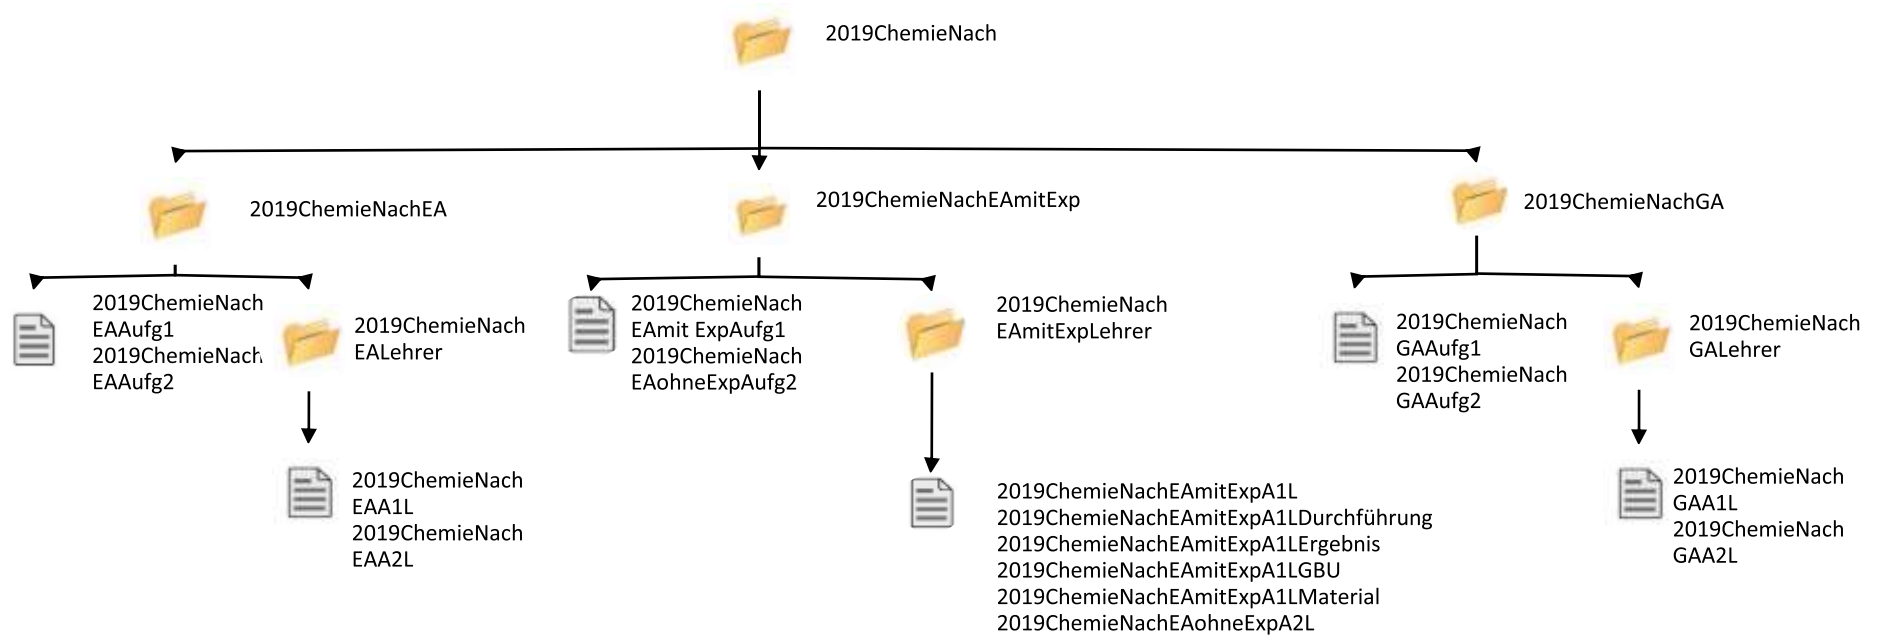 2019ChemieNach
2019ChemieNachEA
2019ChemieNachEAmitExp
2019ChemieNachGA
2019ChemieNach
EAAufg1
2019ChemieNach
EAAufg2
2019ChemieNach
EALehrer
2019ChemieNach
EAmit ExpAufg1
2019ChemieNach
EAohneExpAufg2
2019ChemieNach
EAmitExpLehrer
2019ChemieNach
GAAufg1
2019ChemieNach
GAAufg2
2019ChemieNach
GALehrer
2019ChemieNach
EAA1L
2019ChemieNach
EAA2L
2019ChemieNachEAmitExpA1L
2019ChemieNachEAmitExpA1LDurchführung
2019ChemieNachEAmitExpA1LErgebnis
2019ChemieNachEAmitExpA1LGBU
2019ChemieNachEAmitExpA1LMaterial
2019ChemieNachEAohneExpA2L
2019ChemieNach
GAA1L
2019ChemieNach
GAA2L